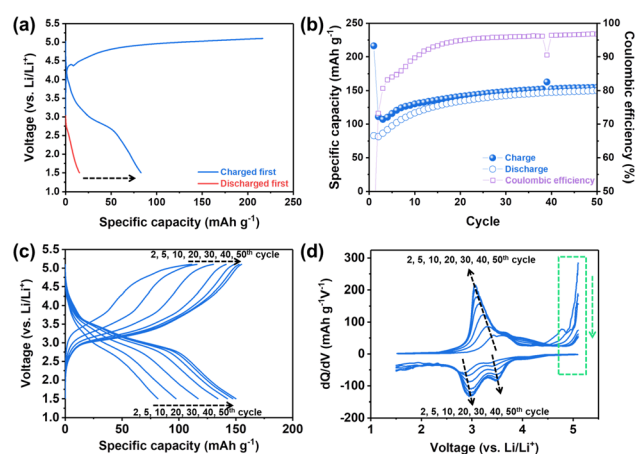 (a)
5.5
5.0
4.5
4.0
3.5
3.0
2.5
2.0
1.5
1.0
Voltage (vs. Li/Li⁺)
Charged first
Discharged first
0 50 100 150 200 250
Specific capacity (mAh g⁻¹)
(b)
250
200
150
100
50
0
Specific capacity (mAh g⁻¹)
Charge
Discharge
Coulombic efficiency
100
95
90
85
80
75
70
65
60
55
50
Coulombic efficiency (%)
0 10 20 30 40 50
Cycle
(c)
5.5
5.0
4.5
4.0
3.5
3.0
2.5
2.0
1.5
1.0
Voltage (vs. Li/Li⁺)
2, 5, 10, 20, 30, 40, 50th cycle
2, 5, 10, 20, 30, 40, 50th cycle
0 50 100 150 200 250
Specific capacity (mAh g⁻¹)
(d)
300
200
100
0
-100
-200
dQ/dV (mAh g⁻¹V⁻¹)
2, 5, 10, 20, 30, 40, 50th cycle
2, 5, 10, 20, 30, 40, 50th cycle
1 2 3 4 5
Voltage (vs. Li/Li⁺)